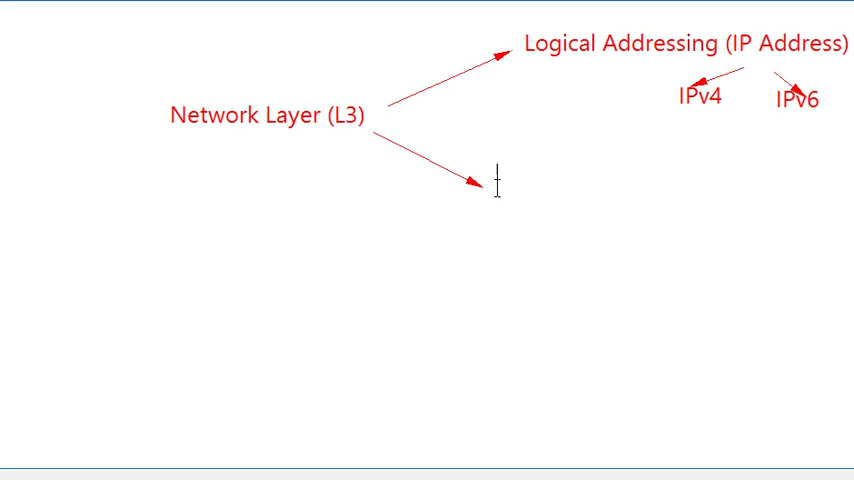 Logical Addressing (IP Address)
IPv4
IPv6
Network Layer (L3)